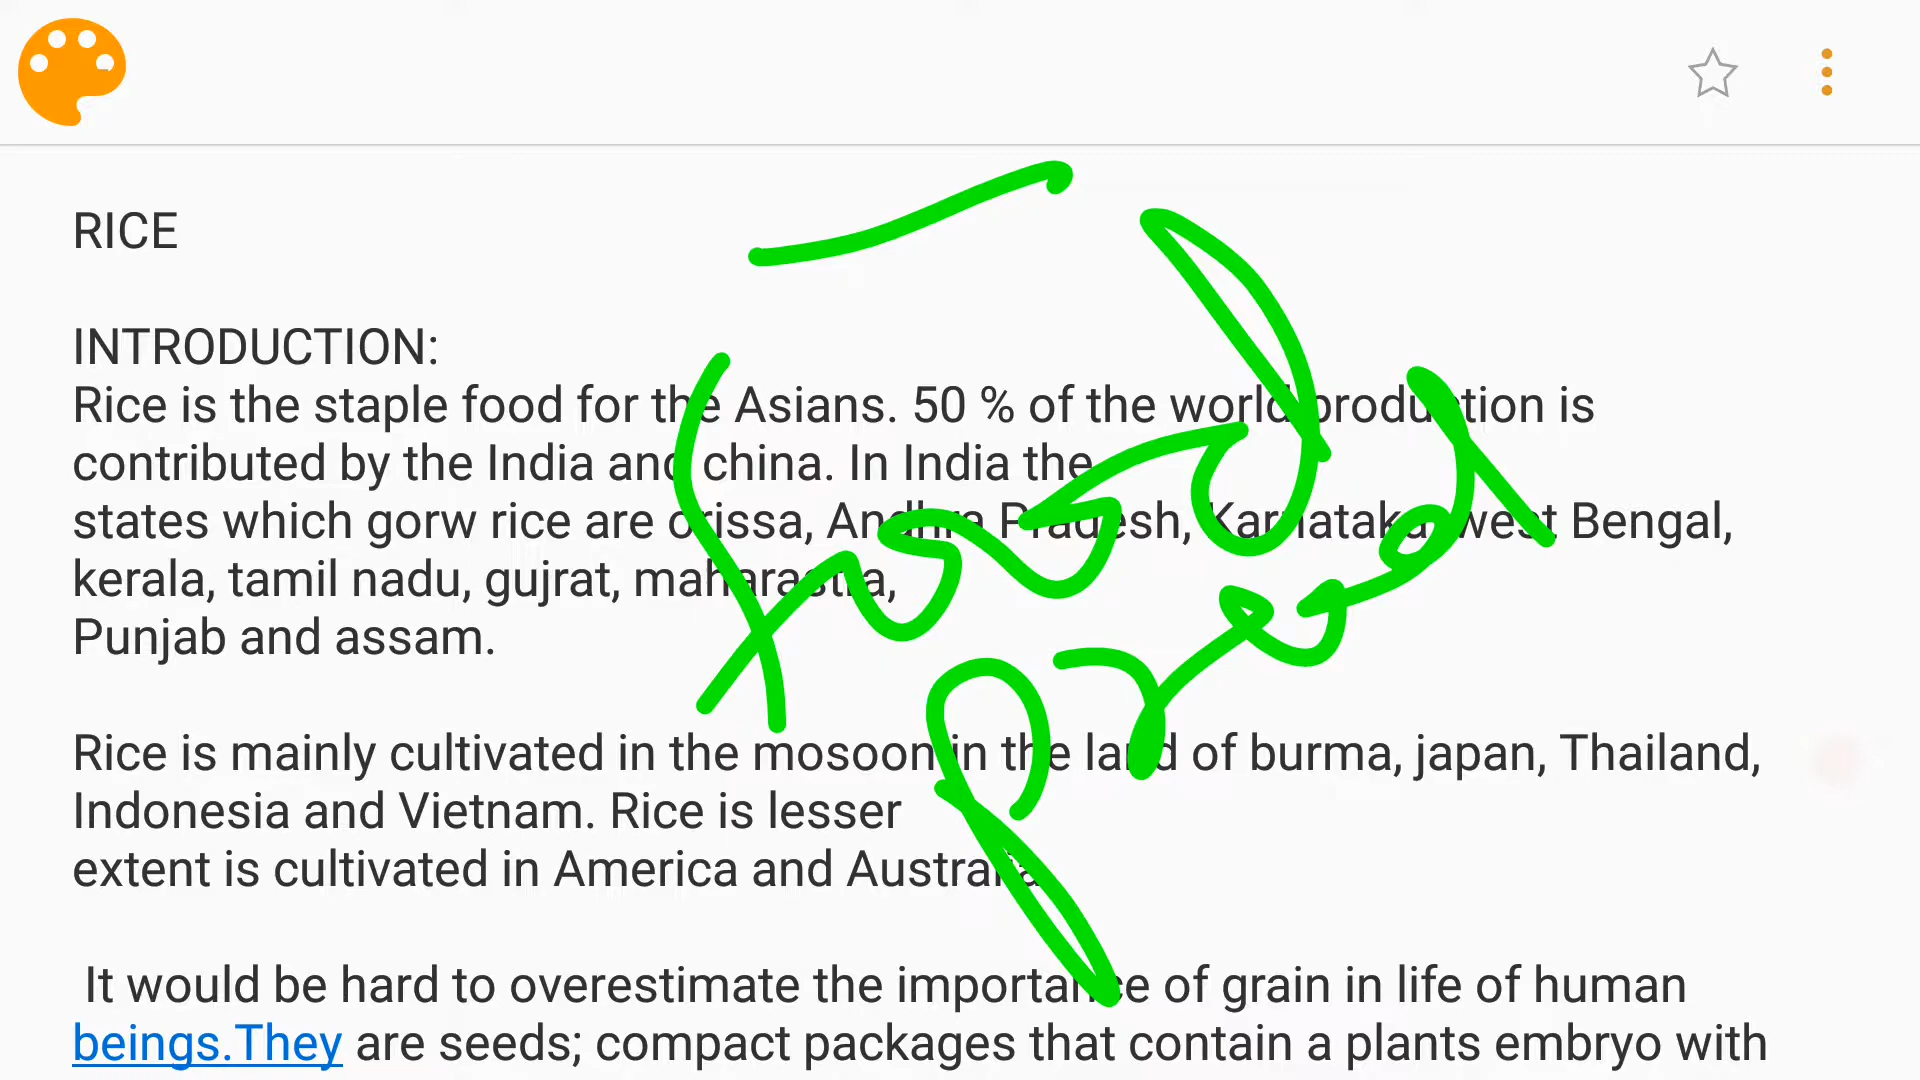 RICE
INTRODUCTION:
Rice is the staple food for the Asians. 50 % of the world production is
contributed by the India and china. In India the
states which gorw rice are orissa, Andhra Pradesh, Karnataka, west Bengal,
kerala, tamil nadu, gujrat, maharastra,
Punjab and assam.
Rice is mainly cultivated in the mosoon in the land of burma, japan, Thailand,
Indonesia and Vietnam. Rice is lesser
extent is cultivated in America and Australia
It would be hard to overestimate the importance of grain in life of human
beings.They are seeds; compact packages that contain a plants embryo with
food